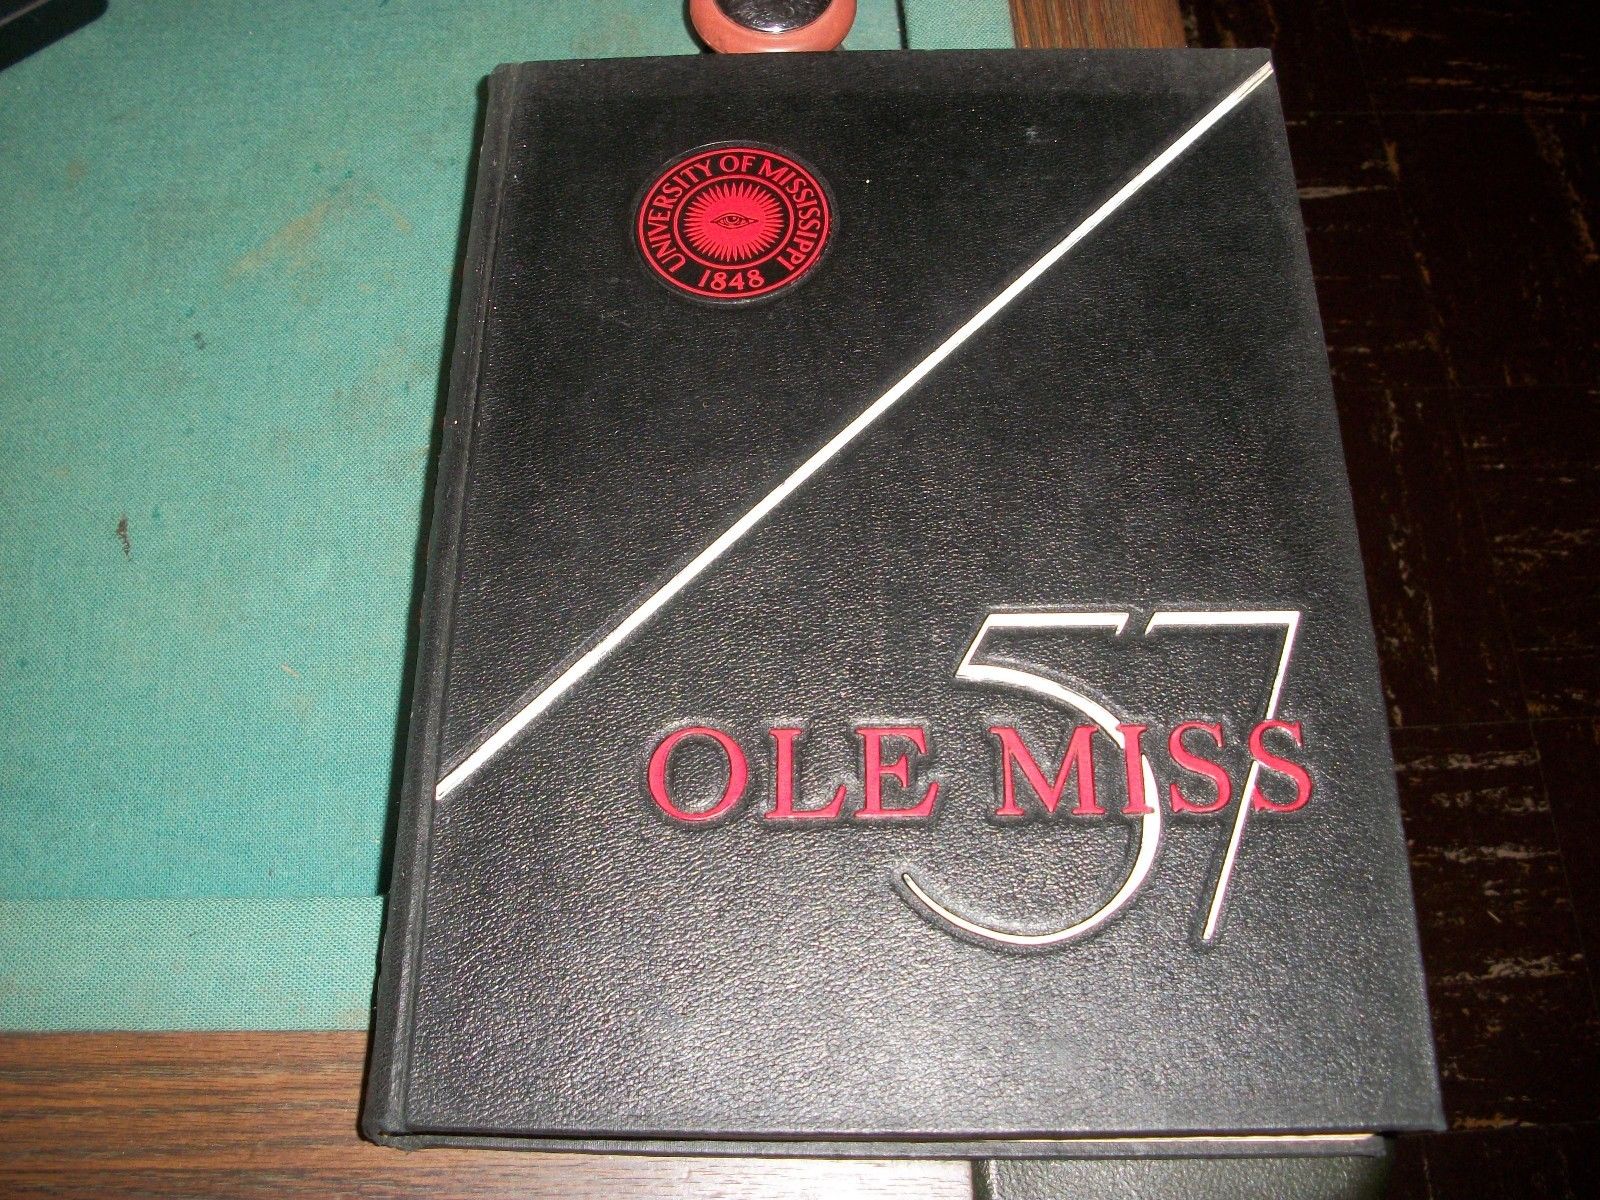 UNIVERSITY OF MISSISSIPPI
1848
57
OLE MISS